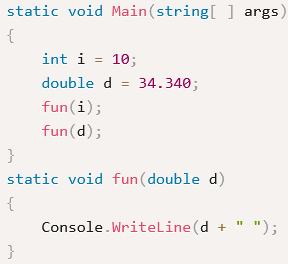 static void Main(string[ ] args)
{
    int i = 10;
    double d = 34.340;
    fun(i);
    fun(d);
}
static void fun(double d)
{
    Console.WriteLine(d + " ");
}